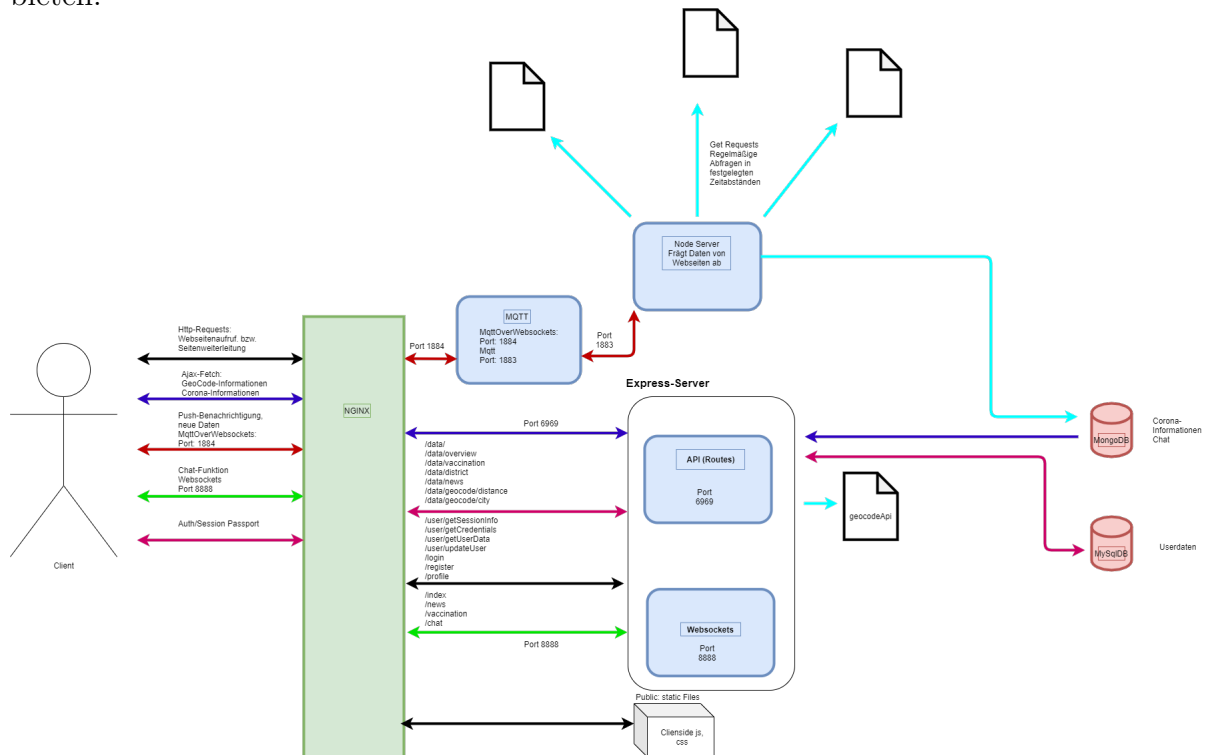 bieten.
Get Requests
Regelmäßige
Abfragen in
festgelegten
Zeitabständen
Node Server
Frägt Daten von
Webseiten ab
MQTT
MqttOverWebsockets:
Port: 1884
Mqtt
Port: 1883
Port
1883
Port 1884
Http-Requests:
Webseitenaufruf. bzw.
Seitenweiterleitung
Ajax-Fetch:
GeoCode-Informationen
Corona-Informationen
Push-Benachrichtigung,
neue Daten
MqttOverWebsockets:
Port: 1884
Chat-Funktion
Websockets
Port 8888
Auth/Session Passport
Client
NGINX
Express-Server
Port 6969
/data/
/data/overview
/data/vaccination
/data/district
/data/news
/data/geocode/distance
/data/geocode/city
/user/getSessionInfo
/user/getCredentials
/user/getUserData
/user/updateUser
/login
/register
/profile
/index
/news
/vaccination
/chat
Port 8888
API (Routes)
Port
6969
Websockets
Port
8888
geocodeApi
MongoDB
Corona-
Informationen
Chat
MySqlDB
Userdaten
Public: static Files
Clienside js,
css